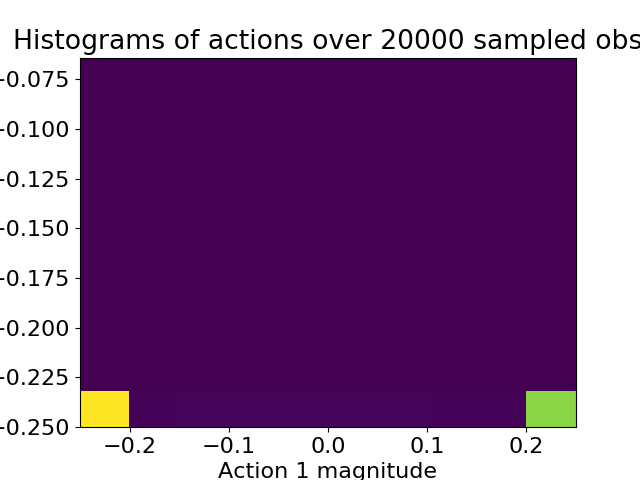 Histograms of actions over 20000 sampled obs
-0.075
-0.100
-0.125
-0.150
-0.175
-0.200
-0.225
-0.250
−0.2 −0.1 0.0 0.1 0.2
Action 1 magnitude